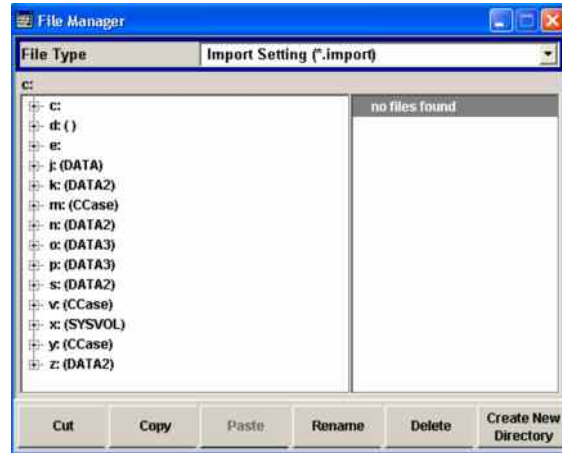 File Manager
File Type
Import Setting (*.import)
c:
c:
d: ( )
e:
j: (DATA)
k: (DATA2)
m: (CCase)
n: (DATA2)
o: (DATA3)
p: (DATA3)
s: (DATA2)
v: (CCase)
x: (SYSVOL)
y: (CCase)
z: (DATA2)
no files found
Cut
Copy
Paste
Rename
Delete
Create New
Directory